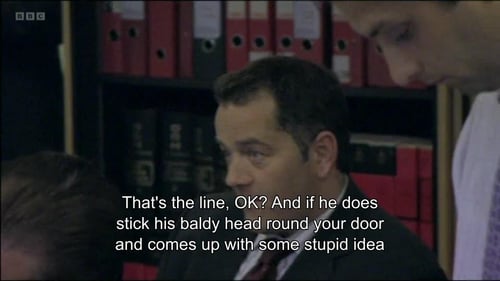 BBC
That's the line, OK? And if he does
stick his baldy head round your door
and comes up with some stupid idea